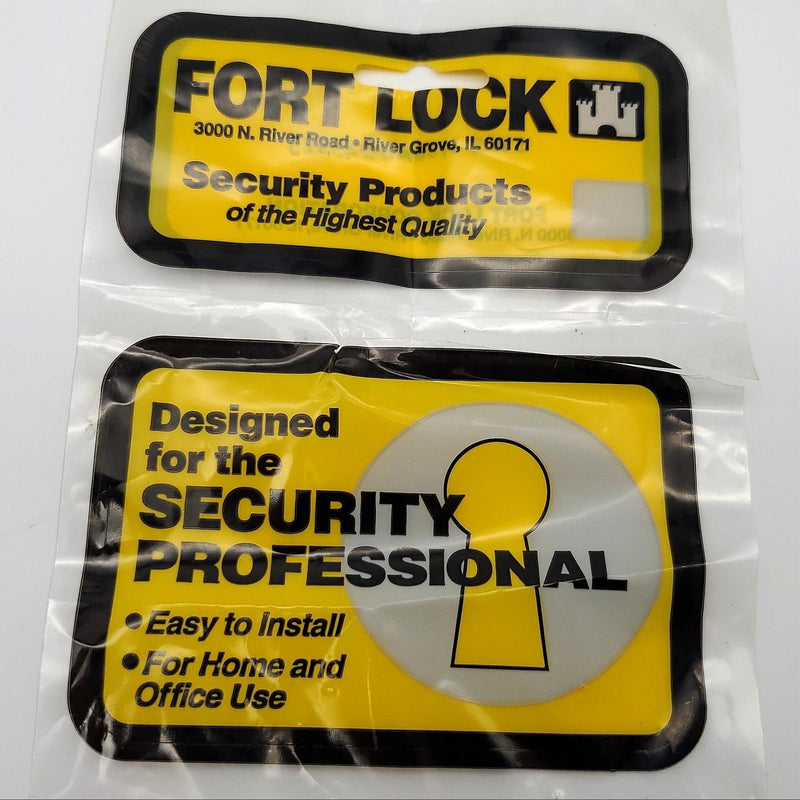 FORT LOCK
3000 N. River Road • River Grove, IL 60171
Security Products
of the Highest Quality
Designed
for the
SECURITY
PROFESSIONAL
• Easy to Install
• For Home and
Office Use